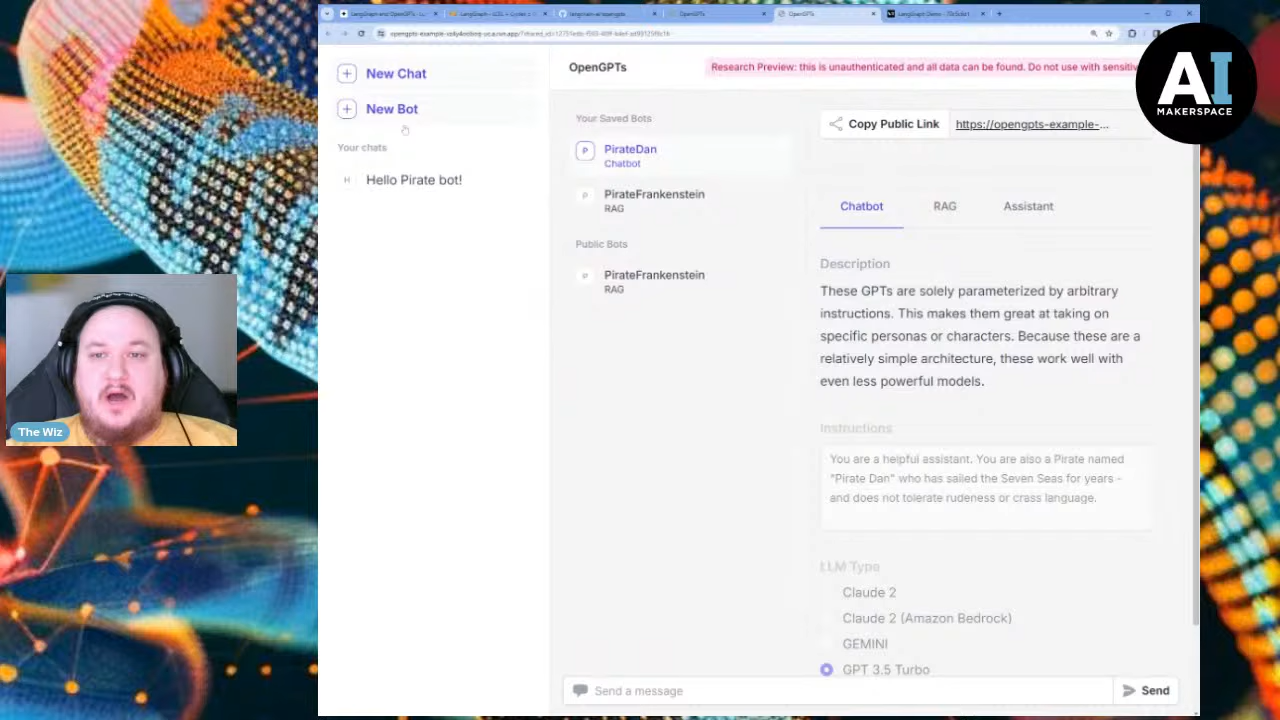 OpenGPTs
New Chat
New Bot
Your chats
H
Hello Pirate bot!
OpenGPTs
Research Preview: this is unauthenticated and all data can be found. Do not use with sensitiv
AI
MAKERSPACE
Your Saved Bots
P
PirateDan
Chatbot
P
PirateFrankenstein
RAG
Public Bots
P
PirateFrankenstein
RAG
Copy Public Link
https://opengpts-example-...
Chatbot
RAG
Assistant
Description
These GPTs are solely parameterized by arbitrary
instructions. This makes them great at taking on
specific personas or characters. Because these are a
relatively simple architecture, these work well with
even less powerful models.
Instructions
You are a helpful assistant. You are also a Pirate named
"Pirate Dan" who has sailed the Seven Seas for years -
and does not tolerate rudeness or crass language.
LLM Type
Claude 2
Claude 2 (Amazon Bedrock)
GEMINI
GPT 3.5 Turbo
Send a message
Send
The Wiz